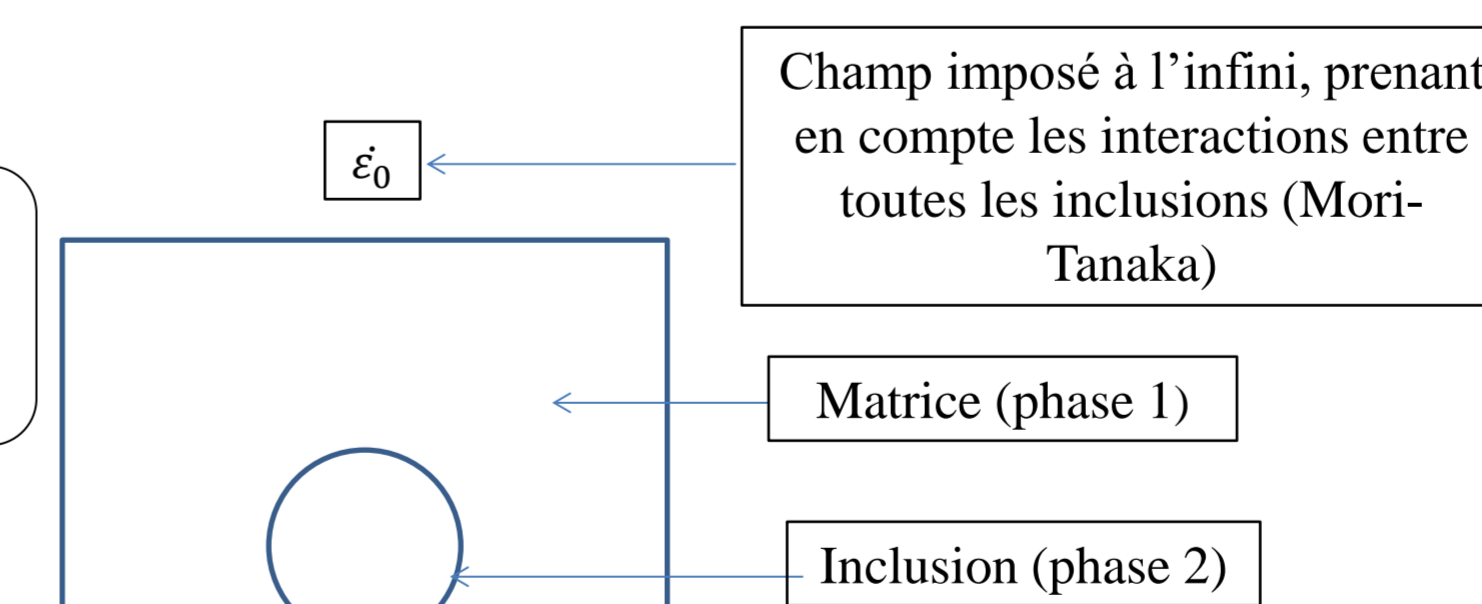 Champ imposé à l’infini, prenant
en compte les interactions entre
toutes les inclusions (Mori-
Tanaka)
ε̇₀
Matrice (phase 1)
Inclusion (phase 2)